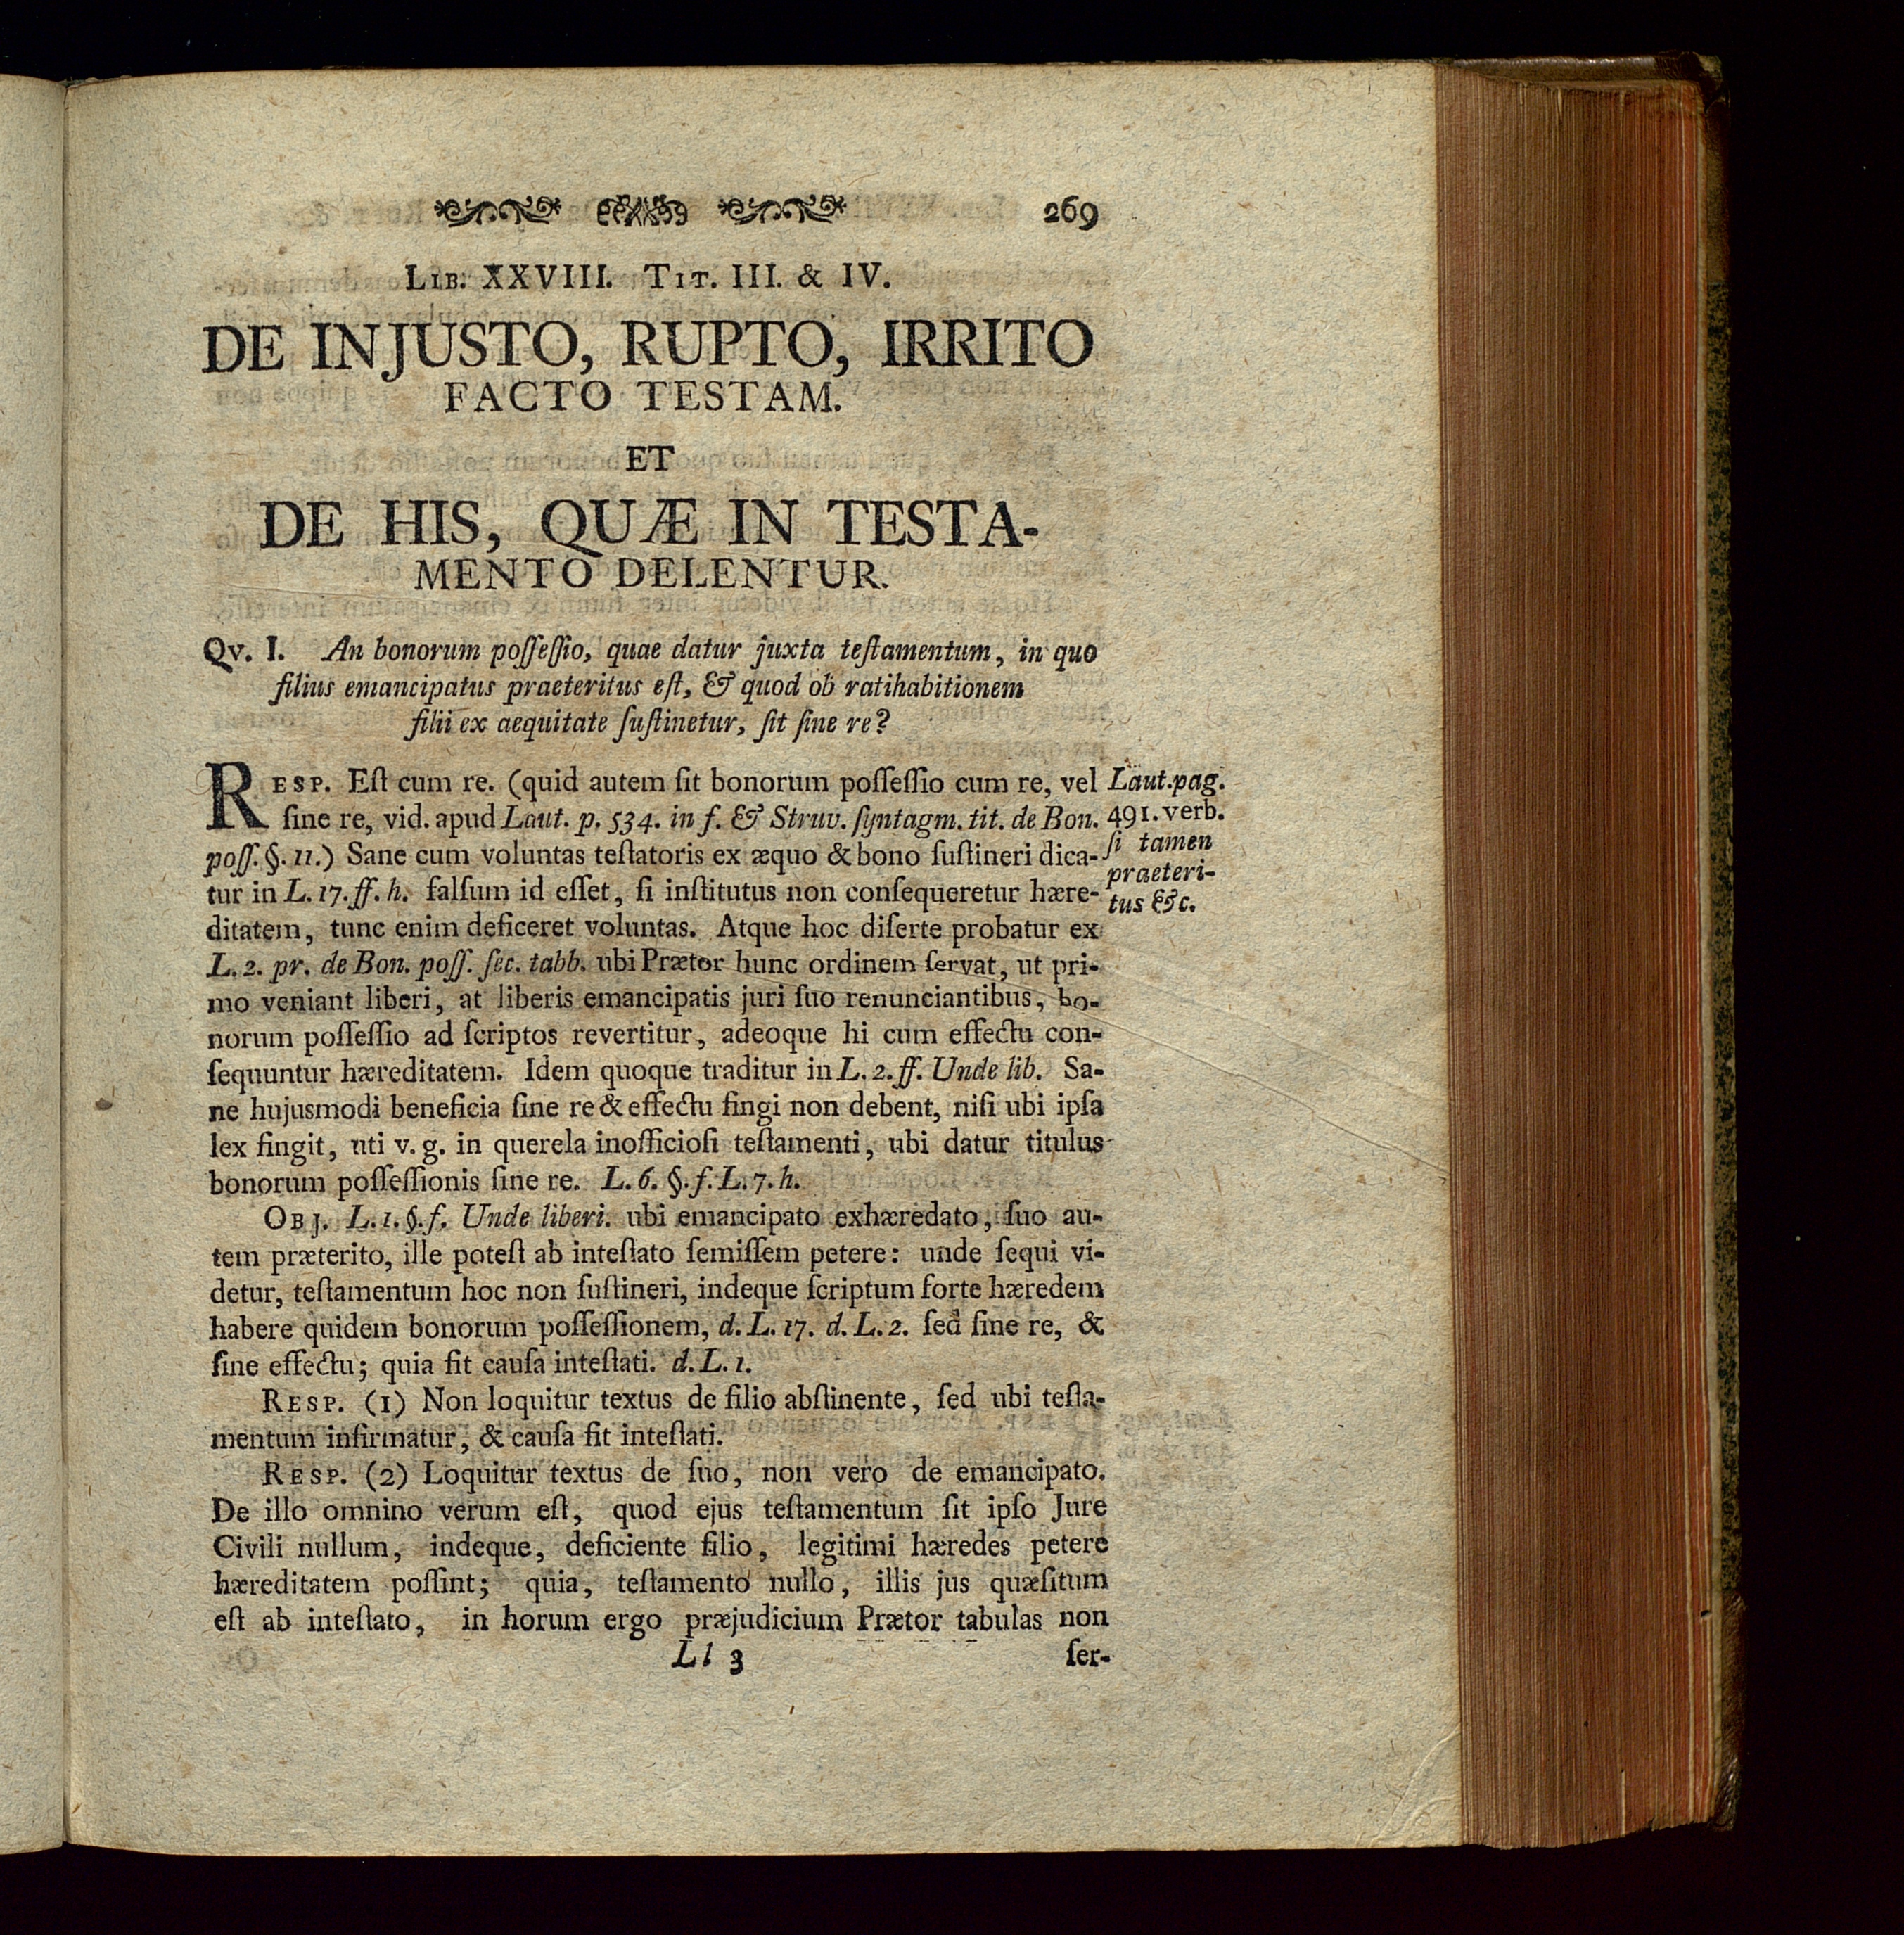 269
LIB. XXVIII. TIT. III. & IV.
DE INJUSTO, RUPTO, IRRITO
FACTO TESTAM.
ET
DE HIS, QUÆ IN TESTA-
MENTO DELENTUR.
Qv. I. An bonorum poſſeſſio, quae datur juxta teſtamentum, in quo
filius emancipatus praeteritus eſt, & quod ob ratihabitionem
filii ex aequitate ſuſtinetur, ſit ſine re?
RESP. Eſt cum re. (quid autem ſit bonorum poſſeſſio cum re, vel
ſine re, vid. apud Laut. p. 534. in f. & Struv. ſyntagm. tit. de Bon.
poſſ. §. 11.) Sane cum voluntas teſtatoris ex æquo & bono ſuſtineri dica-
tur in L. 17. ff. h. falſum id eſſet, ſi inſtitutus non conſequeretur hære-
ditatem, tunc enim deficeret voluntas. Atque hoc diſerte probatur ex
L. 2. pr. de Bon. poſſ. ſec. tabb. ubi Prætor hunc ordinem ſervat, ut pri-
mo veniant liberi, at liberis emancipatis juri ſuo renunciantibus, bo-
norum poſſeſſio ad ſcriptos revertitur, adeoque hi cum effectu con-
ſequuntur hæreditatem. Idem quoque traditur in L. 2. ff. Unde lib. Sa-
ne hujusmodi beneficia ſine re & effectu fingi non debent, niſi ubi ipſa
lex fingit, uti v. g. in querela inofficioſi teſtamenti, ubi datur titulus
bonorum poſſeſſionis ſine re. L. 6. §. f. L. 7. h.
OBJ. L. 1. §. f. Unde liberi. ubi emancipato exhæredato, ſuo au-
tem præterito, ille poteſt ab inteſtato ſemiſſem petere: unde ſequi vi-
detur, teſtamentum hoc non ſuſtineri, indeque ſcriptum forte hæredem
habere quidem bonorum poſſeſſionem, d. L. 17. d. L. 2. ſed ſine re, &
ſine effectu; quia fit cauſa inteſtati. d. L. 1.
RESP. (1) Non loquitur textus de filio abſtinente, ſed ubi teſta-
mentum infirmatur, & cauſa fit inteſtati.
RESP. (2) Loquitur textus de ſuo, non vero de emancipato.
De illo omnino verum eſt, quod ejus teſtamentum ſit ipſo Jure
Civili nullum, indeque, deficiente filio, legitimi hæredes petere
hæreditatem poſſint; quia, teſtamento nullo, illis jus quæſitum
eſt ab inteſtato, in horum ergo præjudicium Prætor tabulas non
Ll 3
ſer-
Laut. pag.
491. verb.
ſi tamen
praeteri-
tus &c.